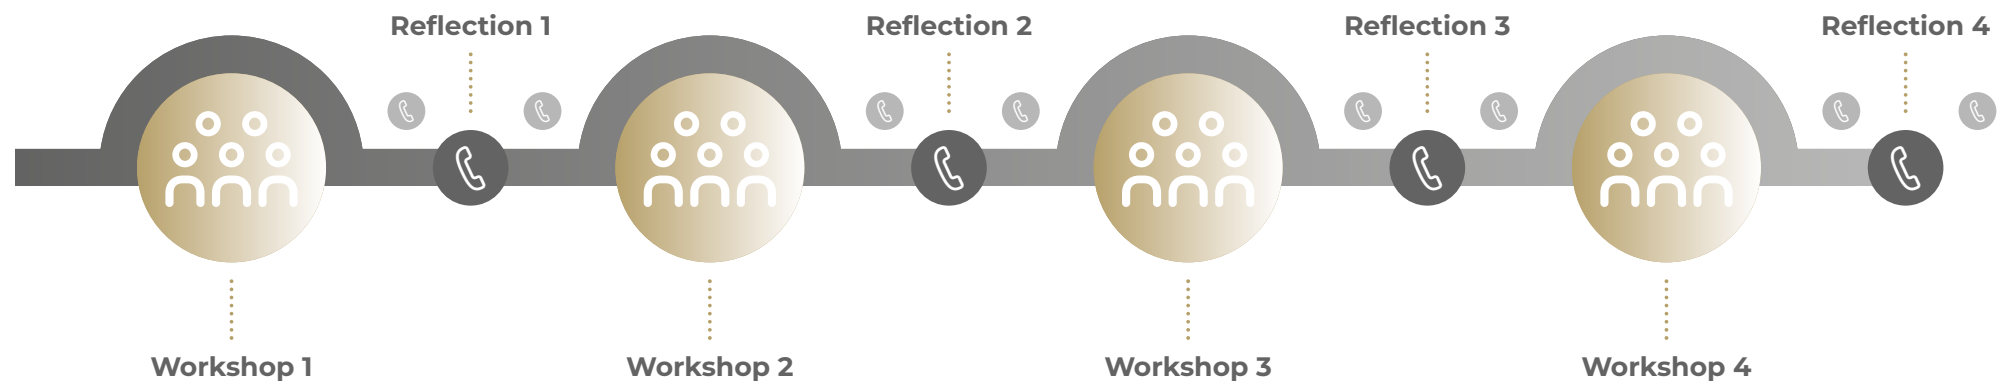 Reflection 1
Reflection 2
Reflection 3
Reflection 4
Workshop 1
Workshop 2
Workshop 3
Workshop 4